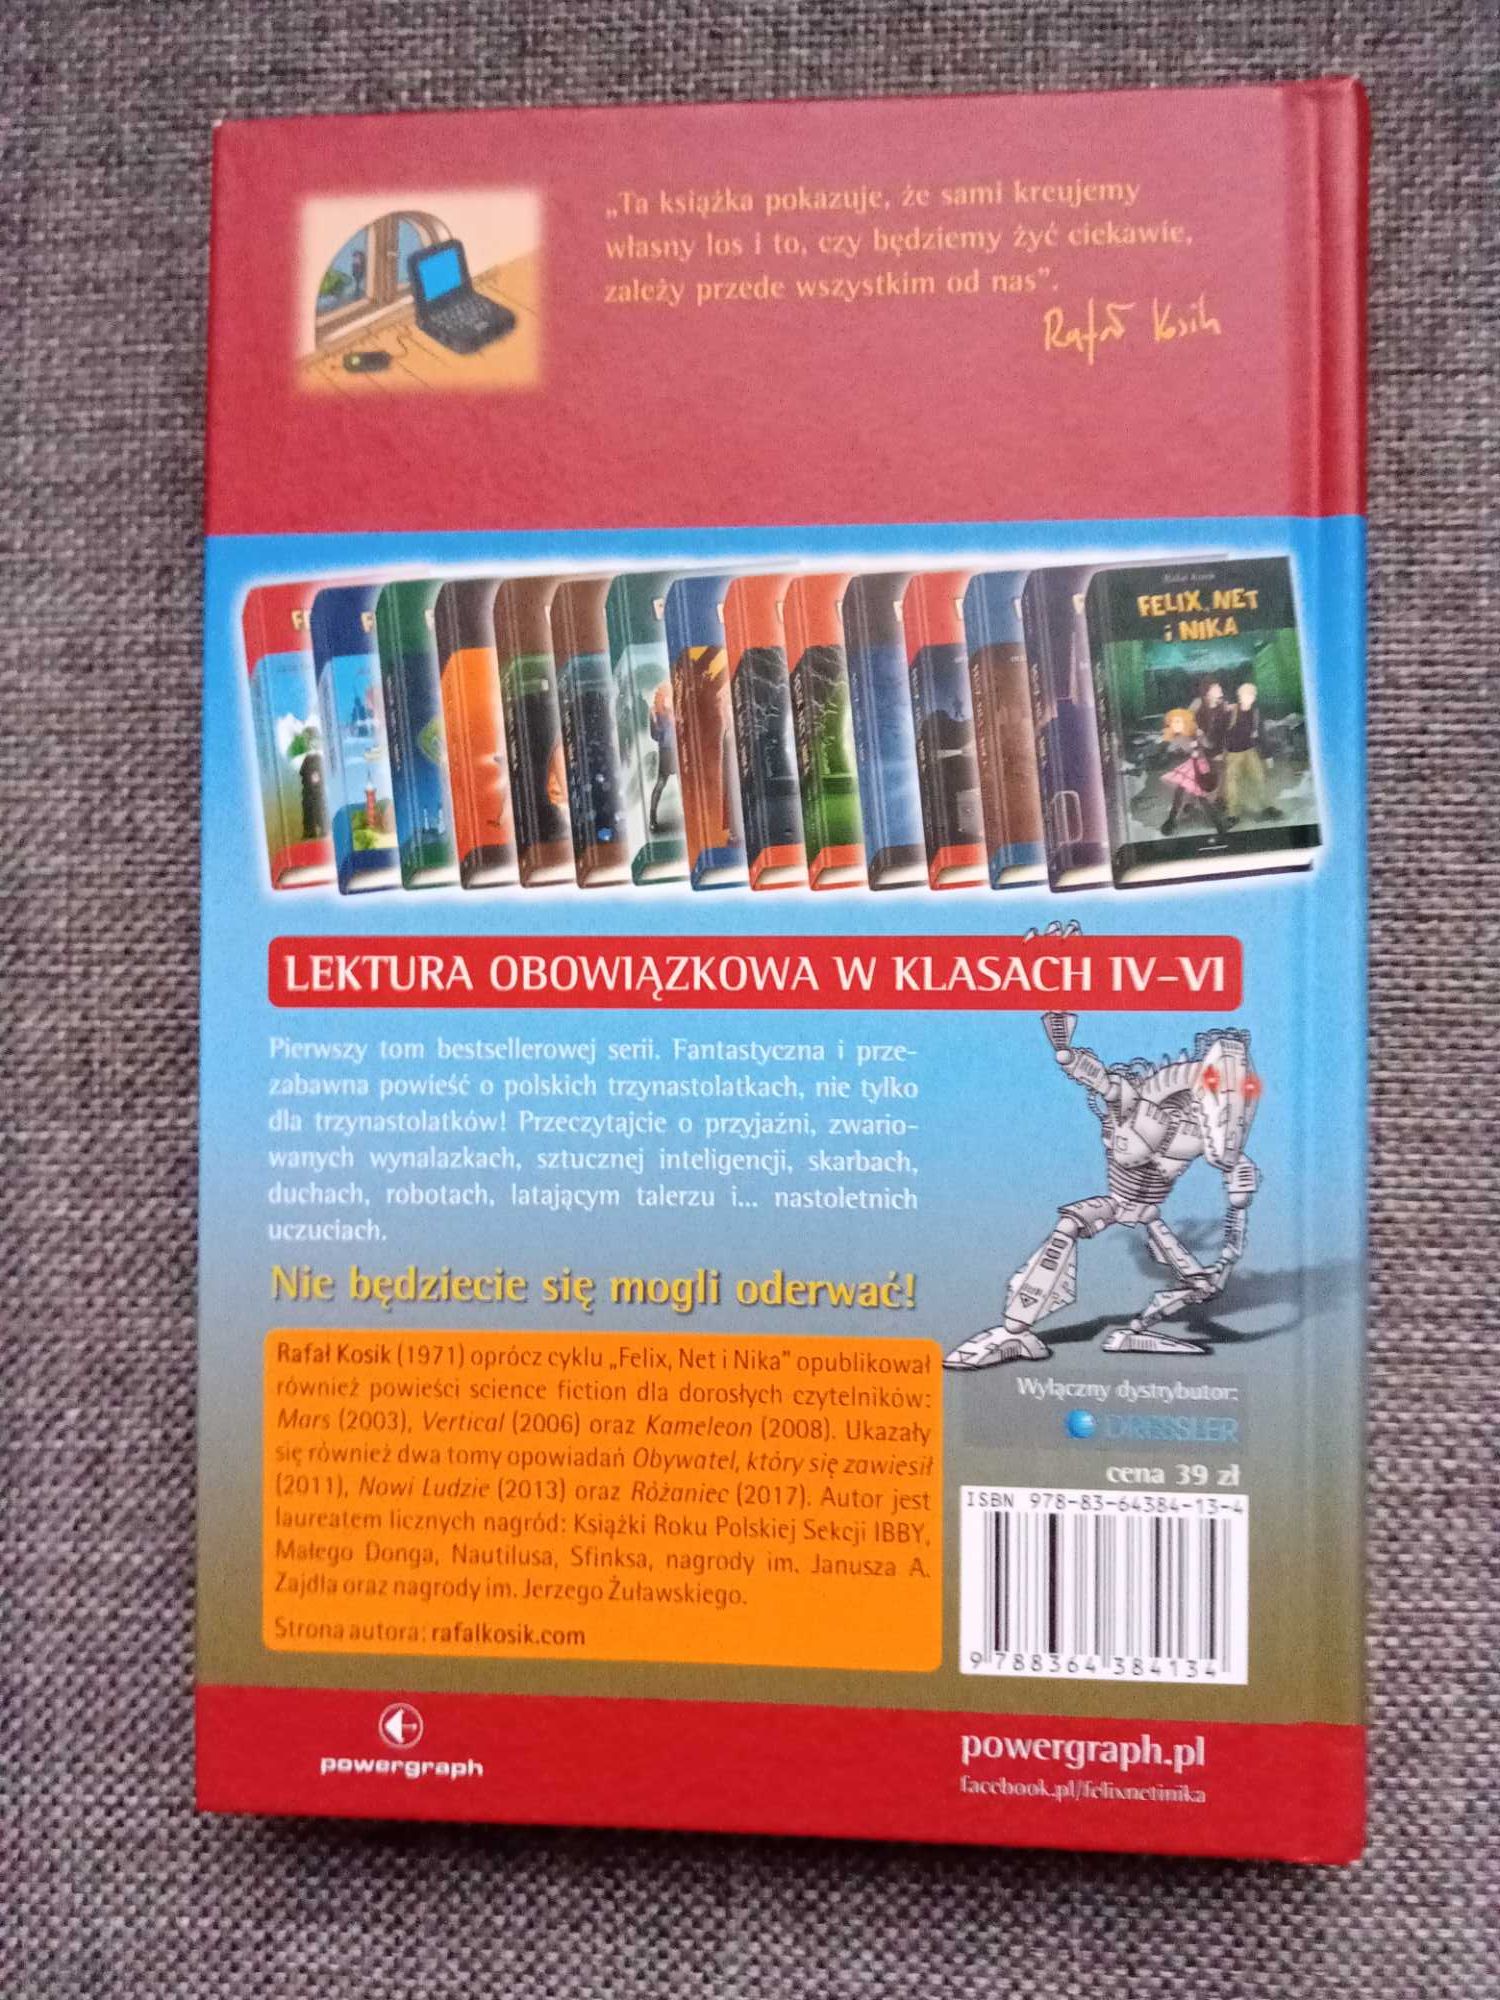 „Ta książka pokazuje, że sami kreujemy
własny los i to, czy będziemy żyć ciekawie,
zależy przede wszystkim od nas”.
Rafał Kosik
Rafał Kosik
FELIX, NET
i NIKA
LEKTURA OBOWIĄZKOWA W KLASACH IV–VI
Pierwszy tom bestsellerowej serii. Fantastyczna i prze-
zabawna powieść o polskich trzynastolatkach, nie tylko
dla trzynastolatków! Przeczytajcie o przyjaźni, zwario-
wanych wynalazkach, sztucznej inteligencji, skarbach,
duchach, robotach, latającym talerzu i... nastoletnich
uczuciach.
Nie będziecie się mogli oderwać!
Rafał Kosik (1971) oprócz cyklu „Felix, Net i Nika” opublikował
również powieści science fiction dla dorosłych czytelników:
Mars (2003), Vertical (2006) oraz Kameleon (2008). Ukazały
się również dwa tomy opowiadań Obywatel, który się zawiesił
(2011), Nowi Ludzie (2013) oraz Różaniec (2017). Autor jest
laureatem licznych nagród: Książki Roku Polskiej Sekcji IBBY,
Małego Donga, Nautilusa, Sfinksa, nagrody im. Janusza A.
Zajdla oraz nagrody im. Jerzego Żuławskiego.
Strona autora: rafalkosik.com
Wyłączny dystrybutor:
DRESSLER
cena 39 zł
ISBN 978-83-64384-13-4
9 788364 384134
powergraph
powergraph.pl
facebook.pl/felixnetinika